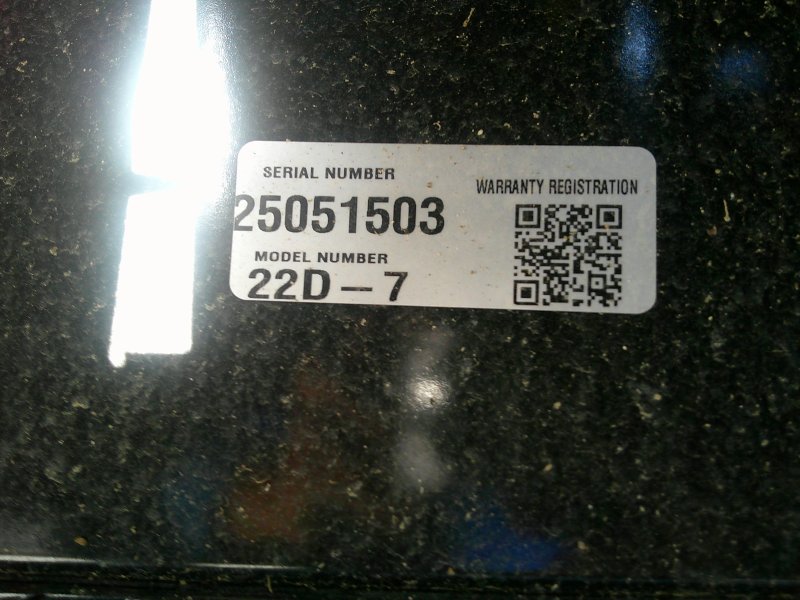 SERIAL NUMBER
25051503
MODEL NUMBER
22D-7
WARRANTY REGISTRATION